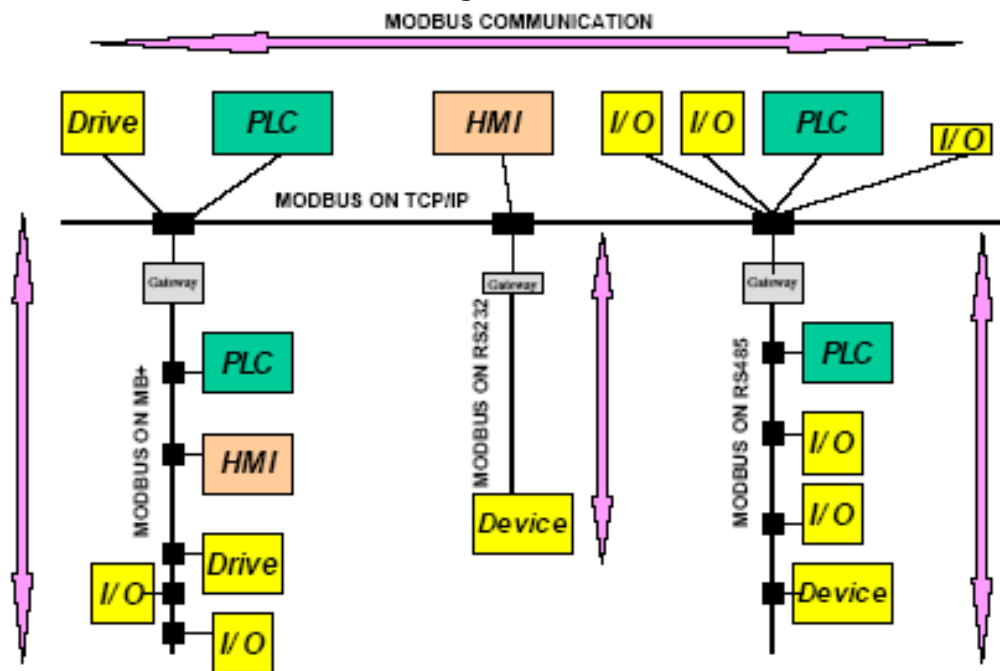 MODBUS COMMUNICATION
Drive
PLC
HMI
I/O
I/O
PLC
I/O
MODBUS ON TCP/IP
Gateway
Gateway
Gateway
MODBUS ON MB+
PLC
HMI
Drive
I/O
I/O
MODBUS ON RS232
Device
MODBUS ON RS485
PLC
I/O
I/O
Device